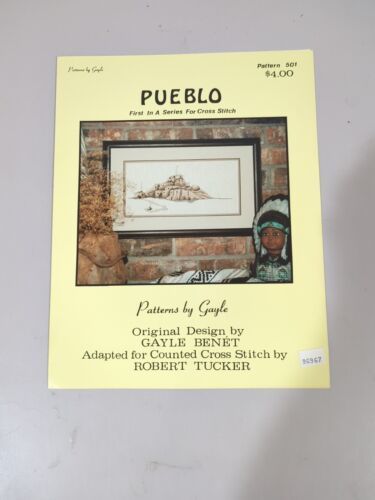 Patterns by Gayle
Pattern 501
$4.00
PUEBLO
First In A Series For Cross Stitch
Patterns by Gayle
Original Design by
GAYLE BENET
Adapted for Counted Cross Stitch by
ROBERT TUCKER